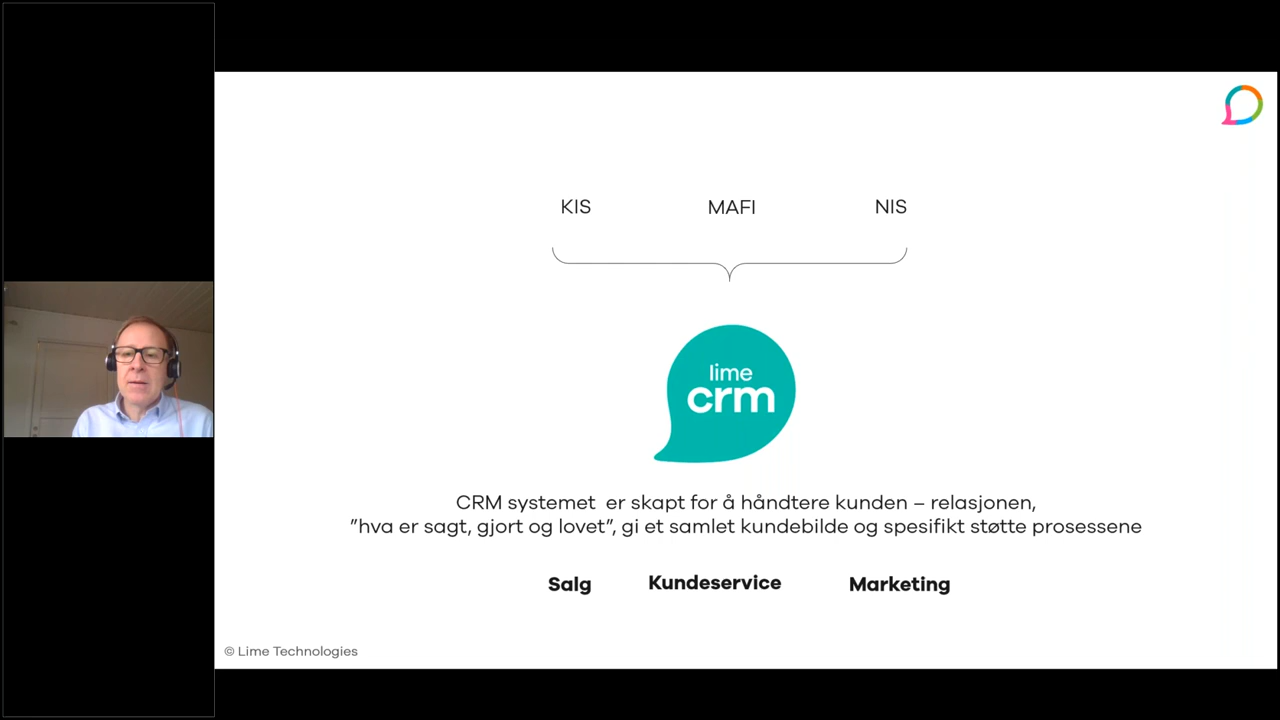 KIS MAFI NIS
lime
crm
CRM systemet er skapt for å håndtere kunden – relasjonen,
”hva er sagt, gjort og lovet”, gi et samlet kundebilde og spesifikt støtte prosessene
Salg Kundeservice Marketing
© Lime Technologies